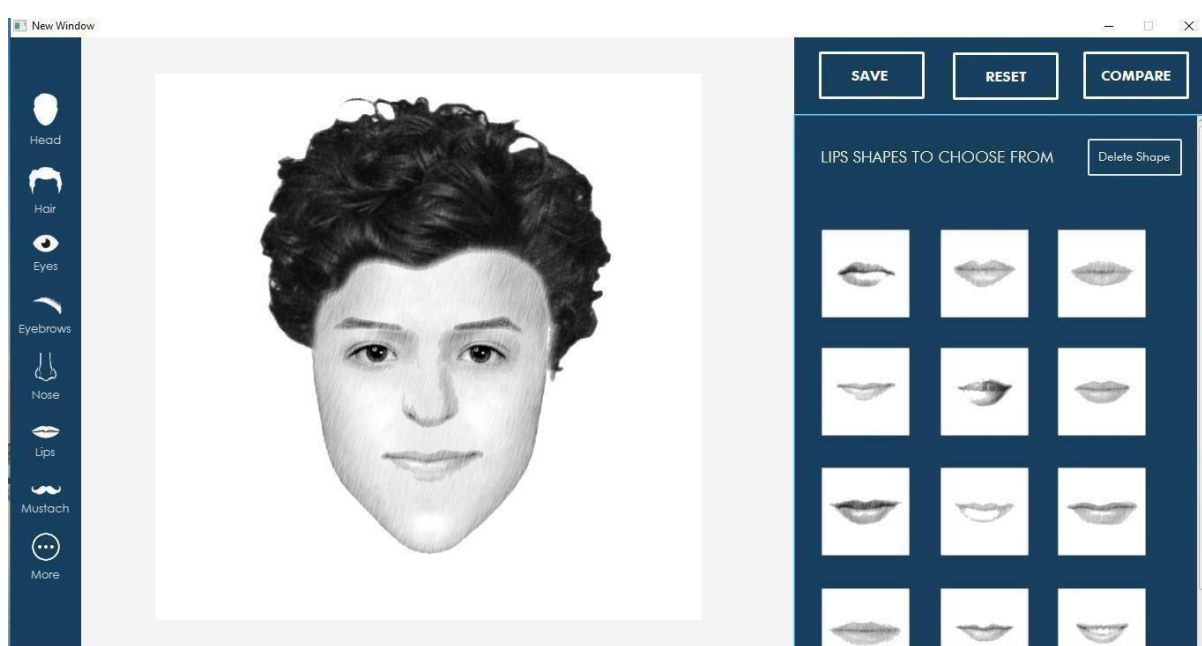 New Window
SAVE RESET COMPARE
Head
Hair
Eyes
Eyebrows
Nose
Lips
Mustach
More
LIPS SHAPES TO CHOOSE FROM
Delete Shape